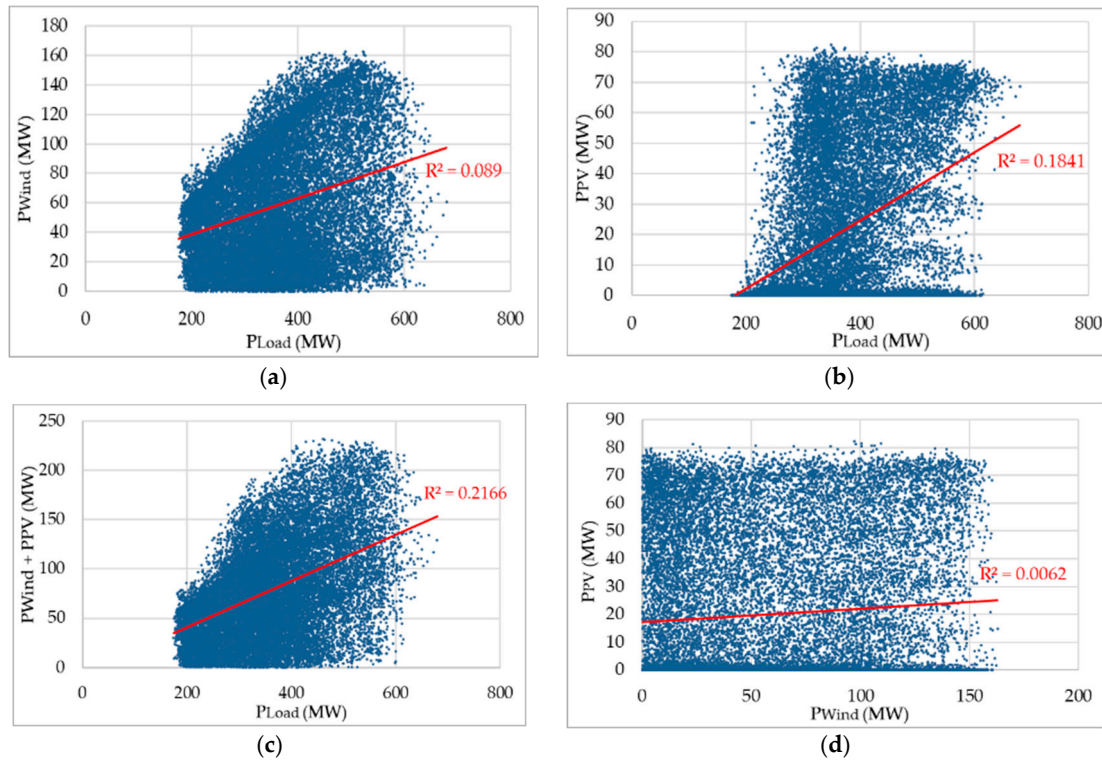 180
160
140
120
100
80
60
40
20
0
PWind (MW)
R² = 0.089
0 200 400 600 800
PLoad (MW)
(a)
90
80
70
60
50
40
30
20
10
0
PPV (MW)
R² = 0.1841
0 200 400 600 800
PLoad (MW)
(b)
250
200
150
100
50
0
PWind + PPV (MW)
R² = 0.2166
0 200 400 600 800
PLoad (MW)
(c)
90
80
70
60
50
40
30
20
10
0
PPV (MW)
R² = 0.0062
0 50 100 150 200
PWind (MW)
(d)